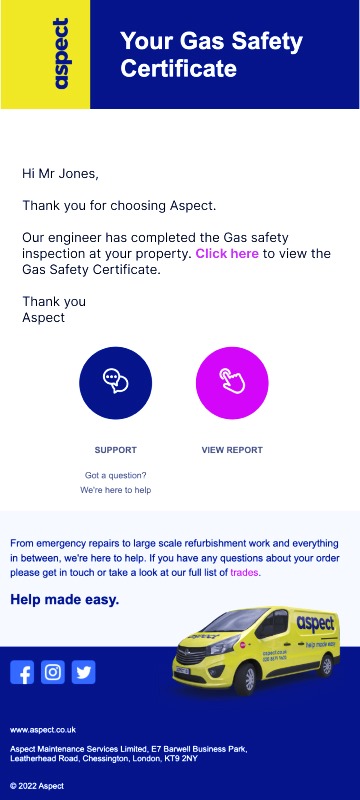 aspect
Your Gas Safety
Certificate
Hi Mr Jones,
Thank you for choosing Aspect.
Our engineer has completed the Gas safety
inspection at your property. Click here to view the
Gas Safety Certificate.
Thank you
Aspect
SUPPORT
VIEW REPORT
Got a question?
We're here to help
From emergency repairs to large scale refurbishment work and everything
in between, we're here to help. If you have any questions about your order
please get in touch or take a look at our full list of trades.
Help made easy.
aspect
help made easy
aspect.co.uk
www.aspect.co.uk
Aspect Maintenance Services Limited, E7 Barwell Business Park,
Leatherhead Road, Chessington, London, KT9 2NY
© 2022 Aspect